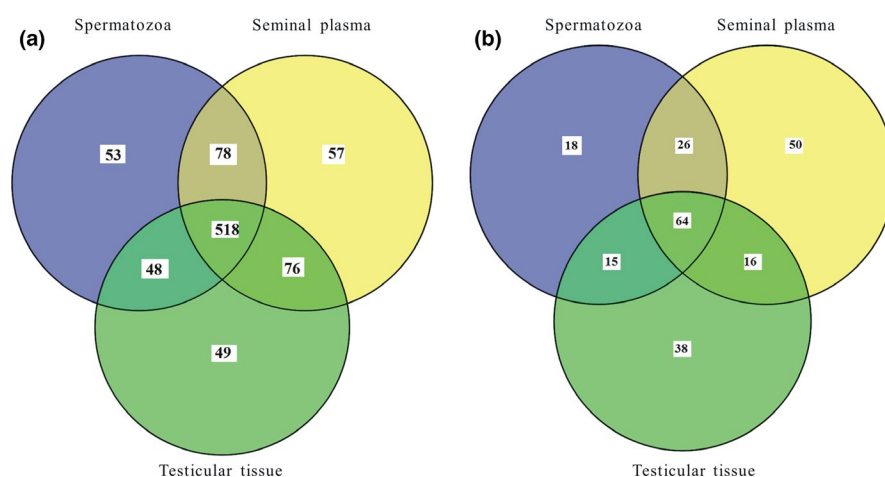 (a)
Spermatozoa
Seminal plasma
53
78
57
518
48
76
49
Testicular tissue
(b)
Spermatozoa
Seminal plasma
18
26
50
64
15
16
38
Testicular tissue